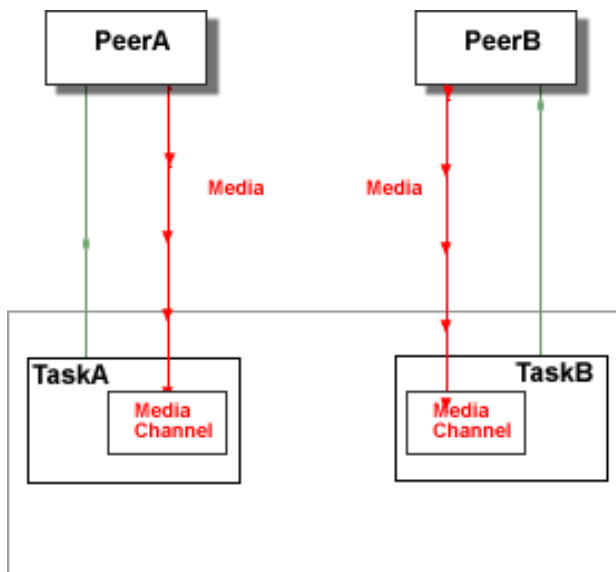 PeerA
PeerB
Media
Media
TaskA
TaskB
Media
Channel
Media
Channel